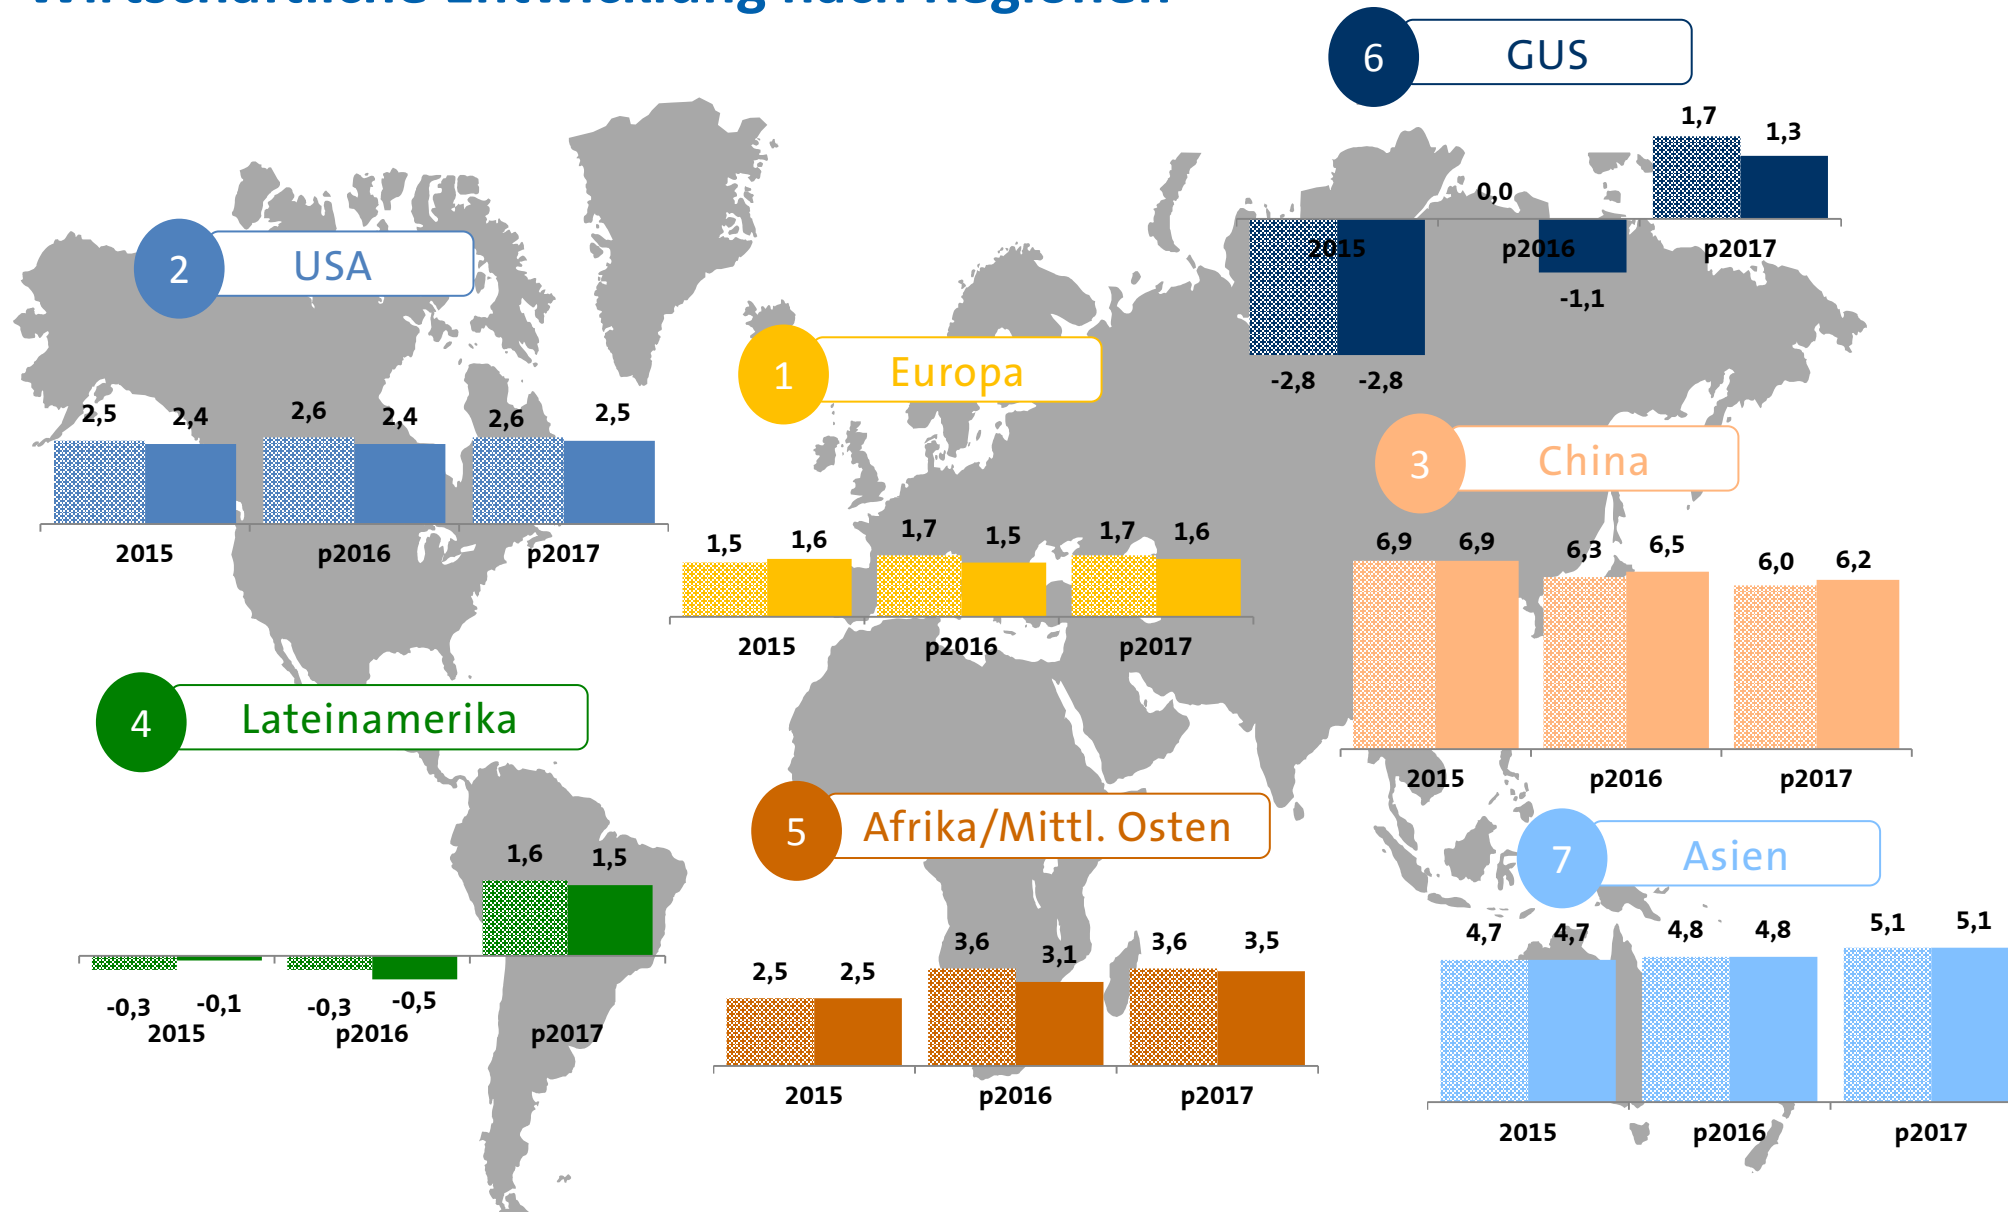 Wirtschaftliche Entwicklung nach Regionen
6 GUS
1,7 1,3
0,0
2015 p2016 p2017
-1,1
-2,8 -2,8
2 USA
2,5 2,4 2,6 2,4 2,6 2,5
2015 p2016 p2017
1 Europa
1,5 1,6 1,7 1,5 1,7 1,6
2015 p2016 p2017
3 China
6,9 6,9 6,3 6,5 6,0 6,2
2015 p2016 p2017
4 Lateinamerika
1,6 1,5
-0,3 -0,1 -0,3 -0,5
2015 p2016 p2017
5 Afrika/Mittl. Osten
2,5 2,5 3,6 3,1 3,6 3,5
2015 p2016 p2017
7 Asien
4,7 4,7 4,8 4,8 5,1 5,1
2015 p2016 p2017